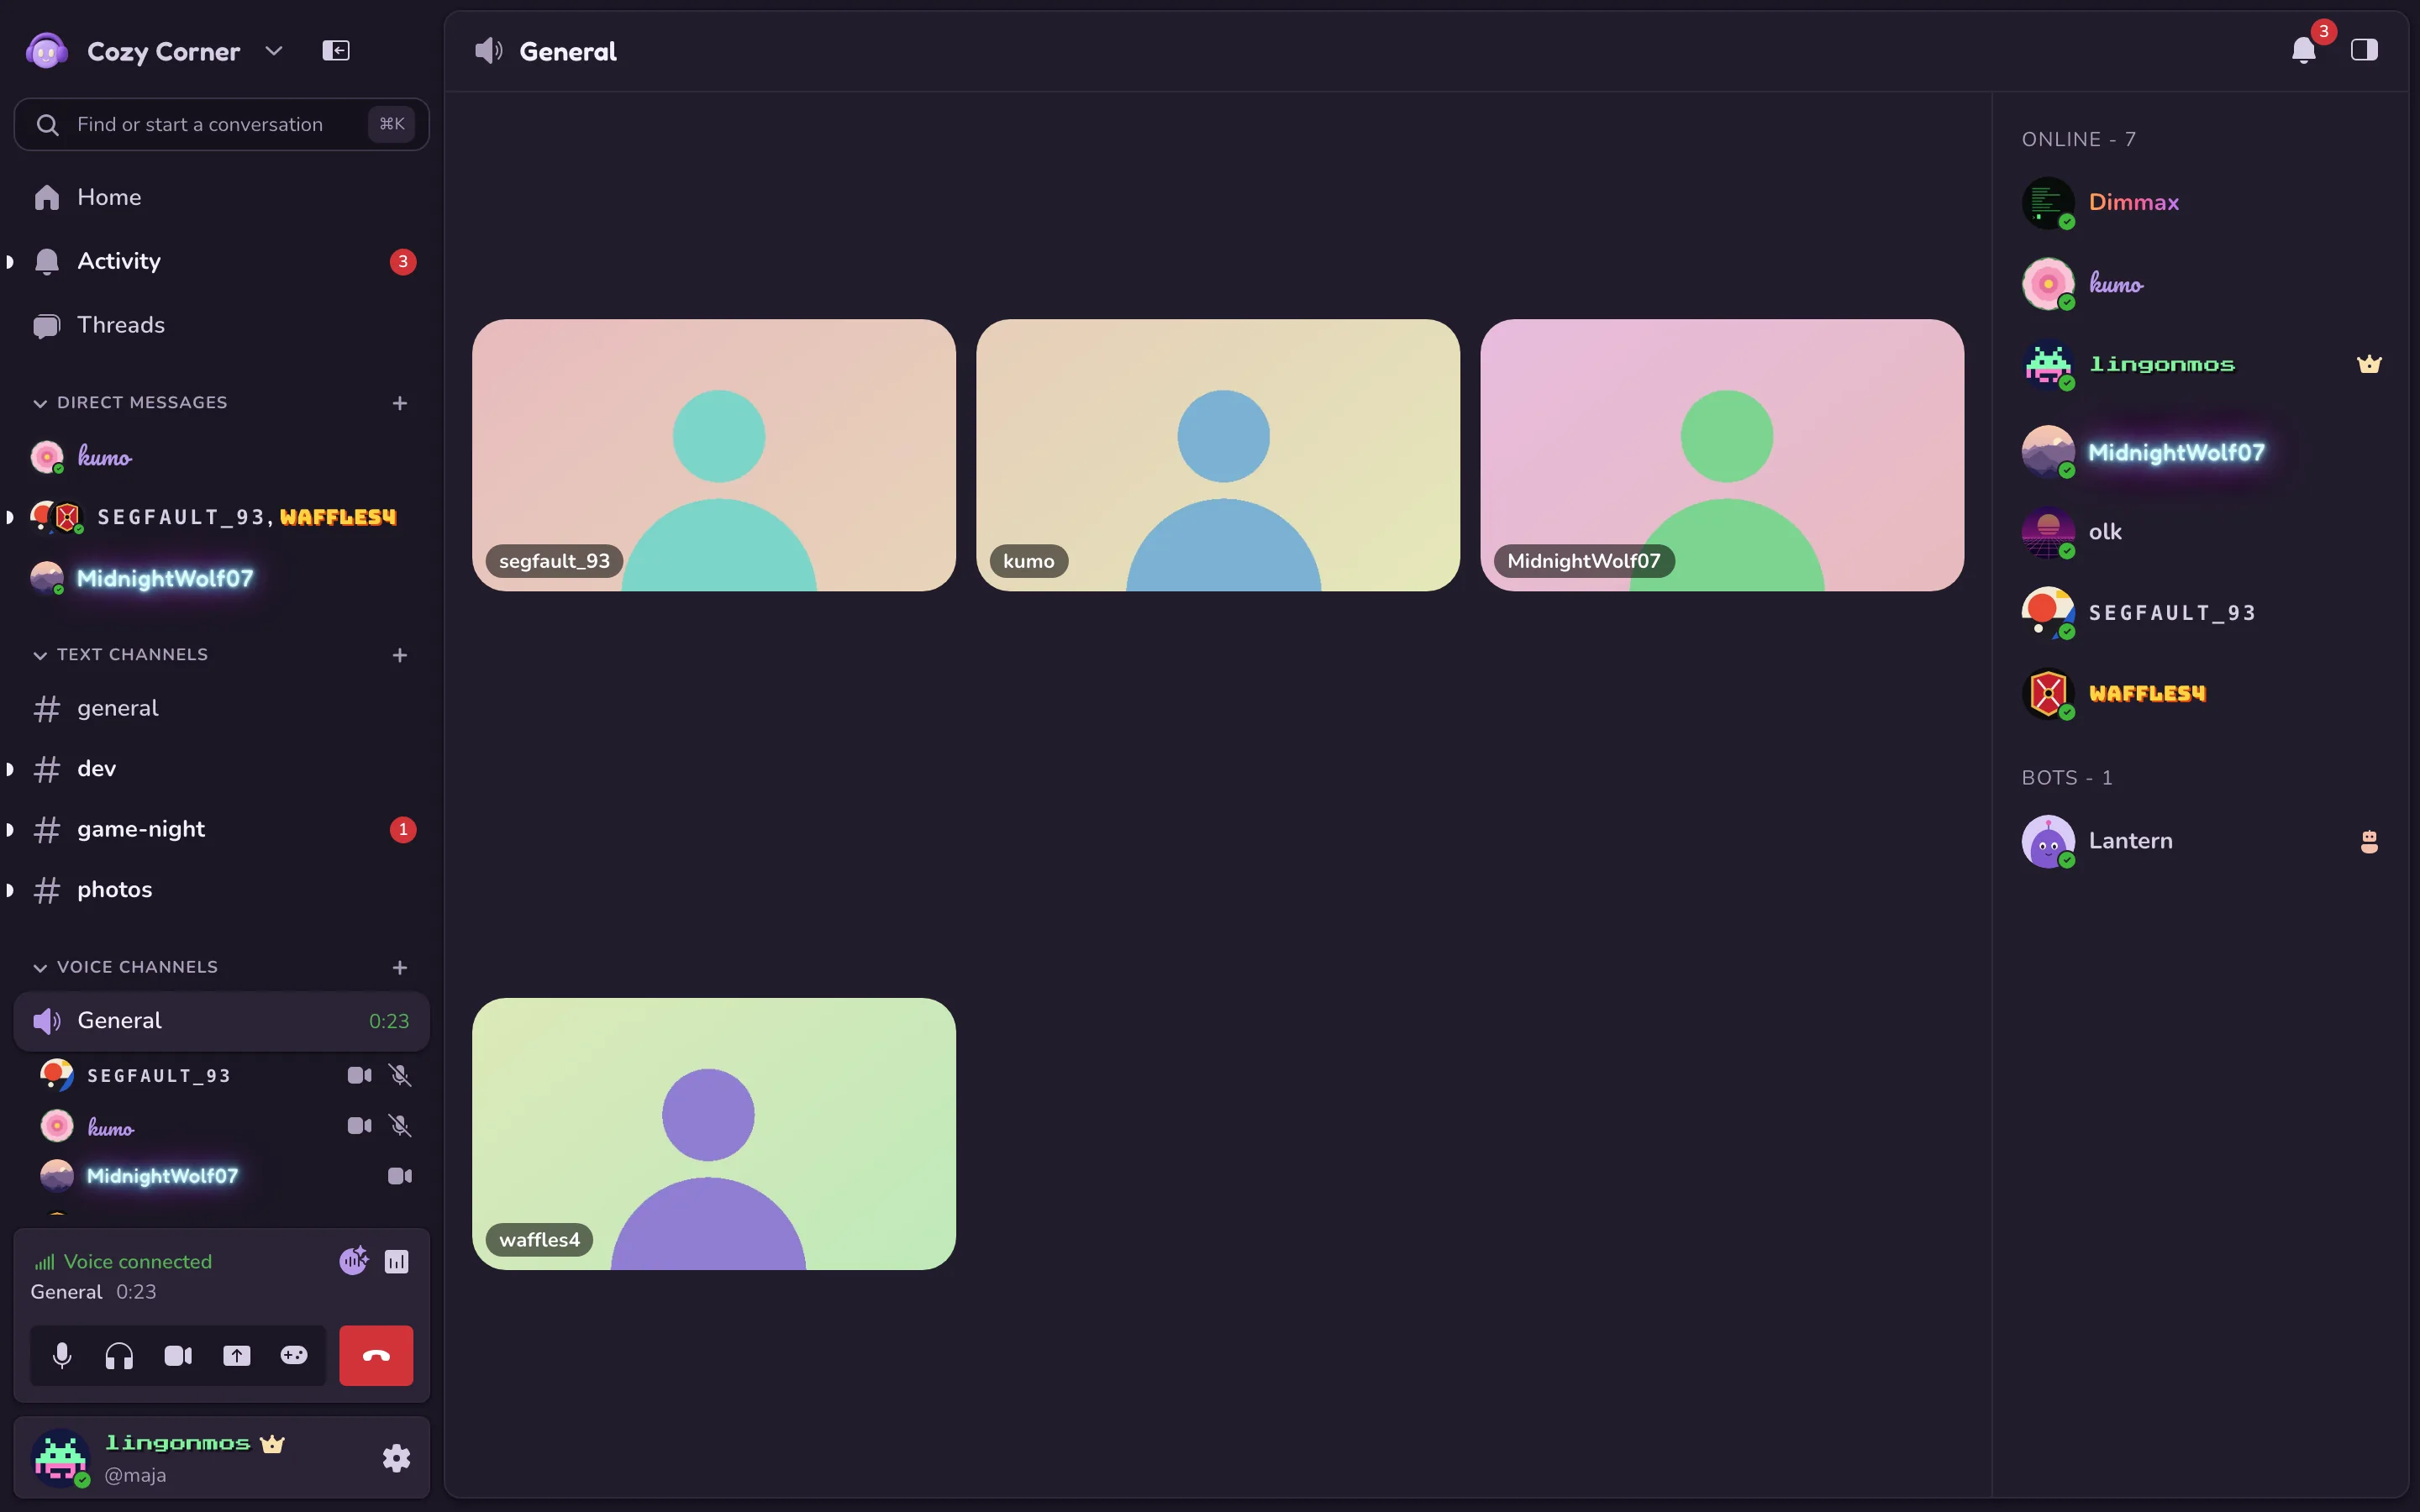 Cozy Corner
Find or start a conversation ⌘K
Home
Activity 3
Threads
DIRECT MESSAGES
kumo
SEGFAULT_93, WAFFLES4
MidnightWolf07
TEXT CHANNELS
general
dev
game-night 1
photos
VOICE CHANNELS
General 0:23
SEGFAULT_93
kumo
MidnightWolf07
Voice connected
General 0:23
lingonmos
@maja
General
3
segfault_93
kumo
MidnightWolf07
waffles4
ONLINE - 7
Dimmax
kumo
lingonmos
MidnightWolf07
olk
SEGFAULT_93
WAFFLES4
BOTS - 1
Lantern